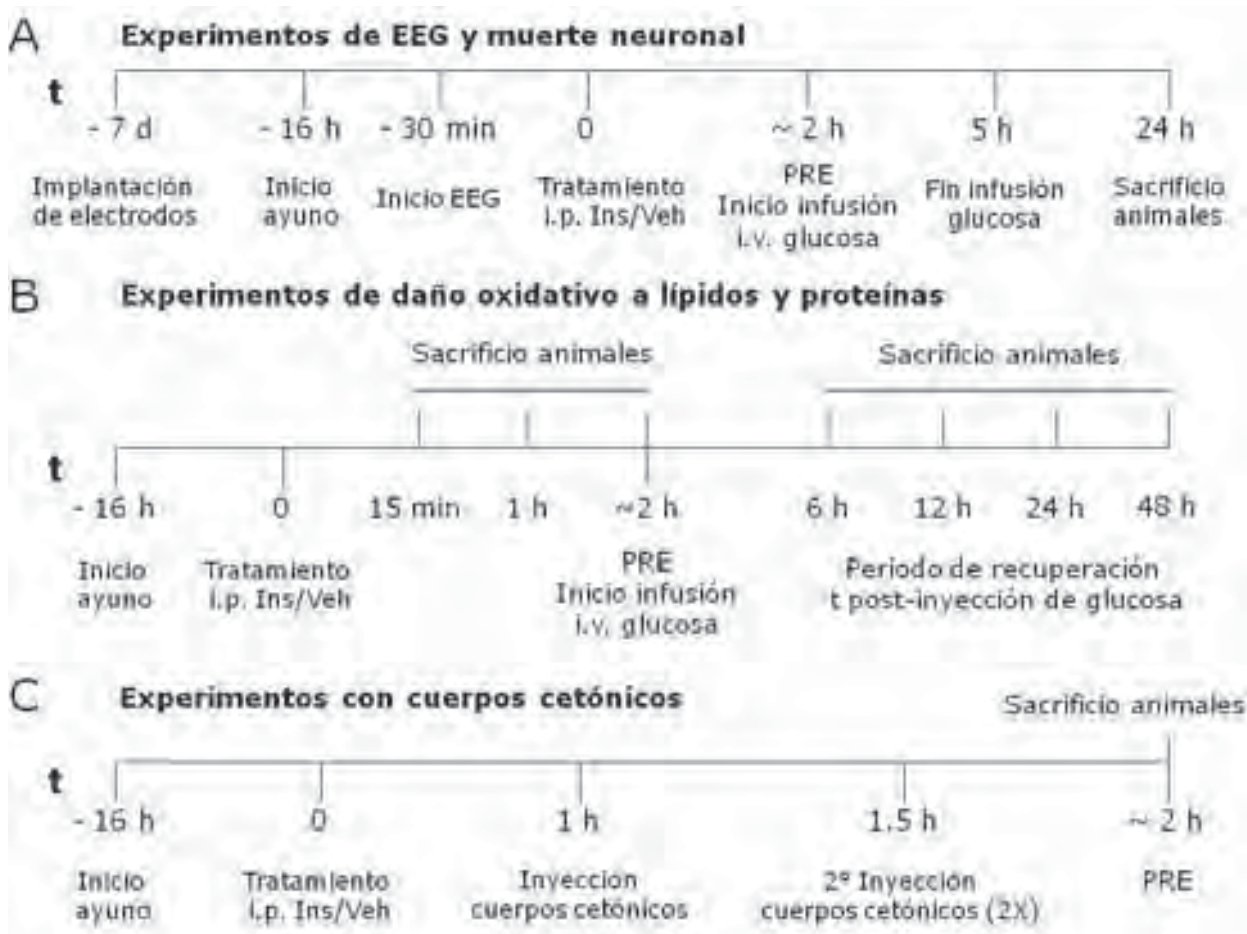 A Experimentos de EEG y muerte neuronal
t
- 7 d - 16 h - 30 min 0 ~ 2 h 5 h 24 h
Implantación de electrodos
Inicio ayuno
Inicio EEG
Tratamiento i.p. Ins/Veh
PRE
Inicio infusión
i.v. glucosa
Fin infusión glucosa
Sacrificio animales
B Experimentos de daño oxidativo a lípidos y proteínas
Sacrificio animales Sacrificio animales
t
- 16 h 0 15 min 1 h ~2 h 6 h 12 h 24 h 48 h
Inicio ayuno
Tratamiento i.p. Ins/Veh
PRE
Inicio infusión
i.v. glucosa
Periodo de recuperación
t post-inyección de glucosa
C Experimentos con cuerpos cetónicos
Sacrificio animales
t
- 16 h 0 1 h 1.5 h ~ 2 h
Inicio ayuno
Tratamiento i.p. Ins/Veh
Inyección cuerpos cetónicos
2º Inyección cuerpos cetónicos (2X)
PRE